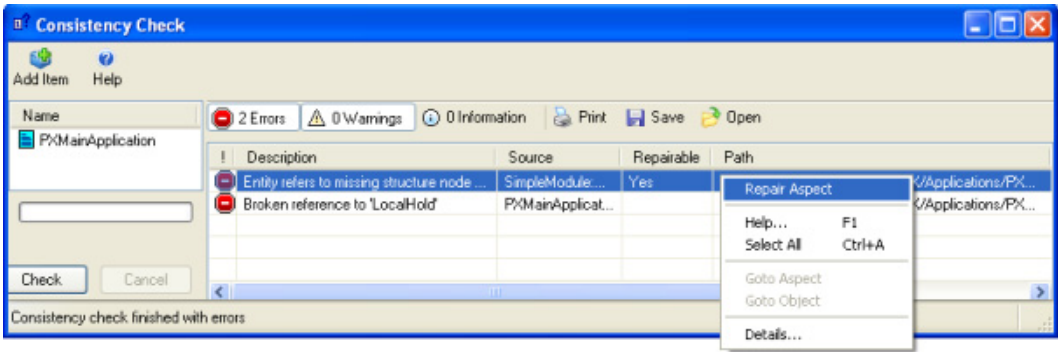 Consistency Check
Add Item Help
Name
PXMainApplication
2 Errors 0 Warnings 0 Information Print Save Open
! Description Source Repairable Path
Entity refers to missing structure node ... SimpleModule:... Yes X/Applications/PX...
Broken reference to 'LocalHold' PXMainApplicat... X/Applications/PX...
Repair Aspect
Help... F1
Select All Ctrl+A
Goto Aspect
Goto Object
Details...
Check Cancel
Consistency check finished with errors